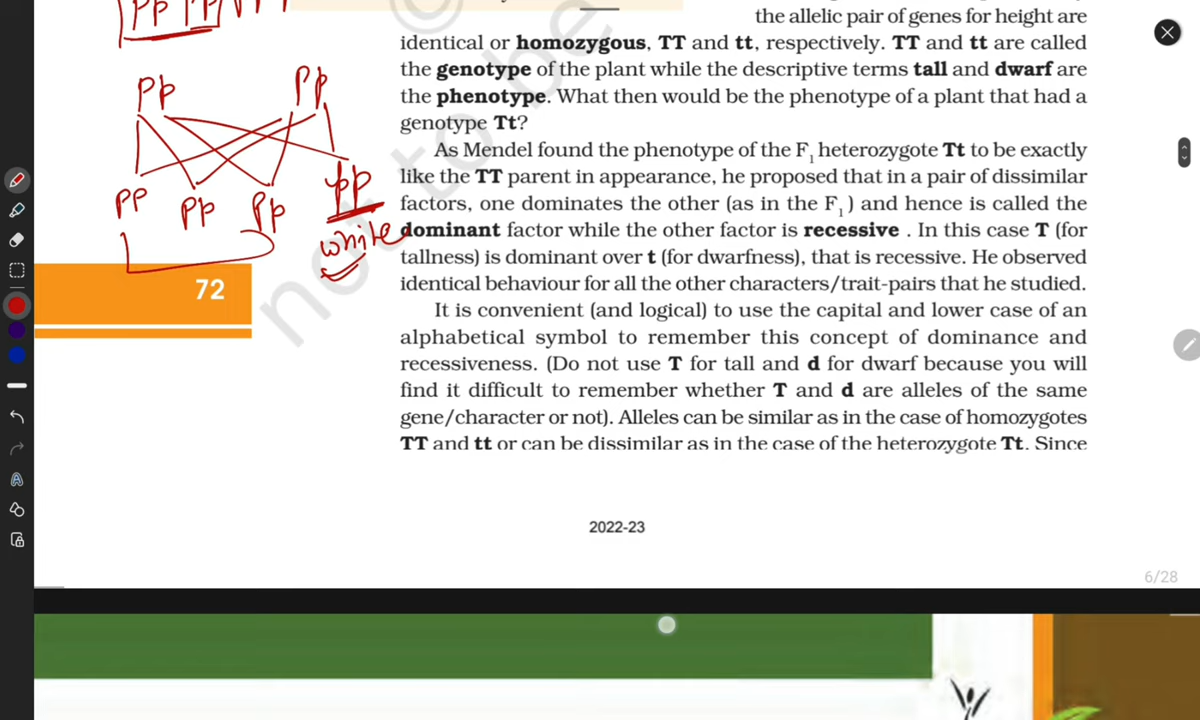 Pp Pp
the allelic pair of genes for height are
identical or homozygous, TT and tt, respectively. TT and tt are called
the genotype of the plant while the descriptive terms tall and dwarf are
the phenotype. What then would be the phenotype of a plant that had a
genotype Tt?
As Mendel found the phenotype of the F1 heterozygote Tt to be exactly
like the TT parent in appearance, he proposed that in a pair of dissimilar
factors, one dominates the other (as in the F1) and hence is called the
dominant factor while the other factor is recessive . In this case T (for
tallness) is dominant over t (for dwarfness), that is recessive. He observed
identical behaviour for all the other characters/trait-pairs that he studied.
It is convenient (and logical) to use the capital and lower case of an
alphabetical symbol to remember this concept of dominance and
recessiveness. (Do not use T for tall and d for dwarf because you will
find it difficult to remember whether T and d are alleles of the same
gene/character or not). Alleles can be similar as in the case of homozygotes
TT and tt or can be dissimilar as in the case of the heterozygote Tt. Since
Pp Pp
PP Pp Pp pp
white
72
not to be
2022-23
6/28